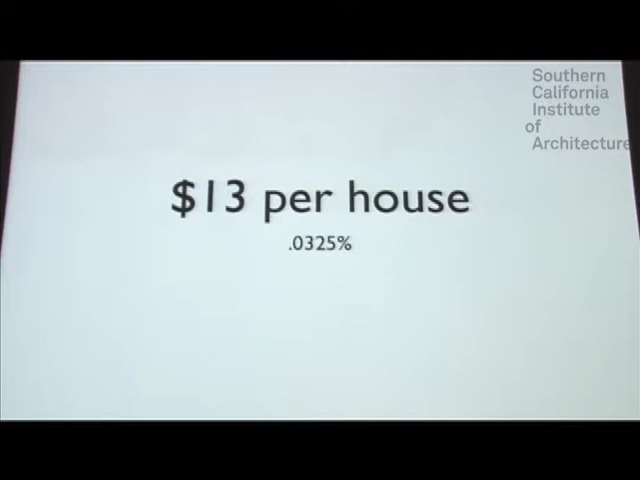 Southern
California
Institute
of
Architecture
$13 per house
.0325%